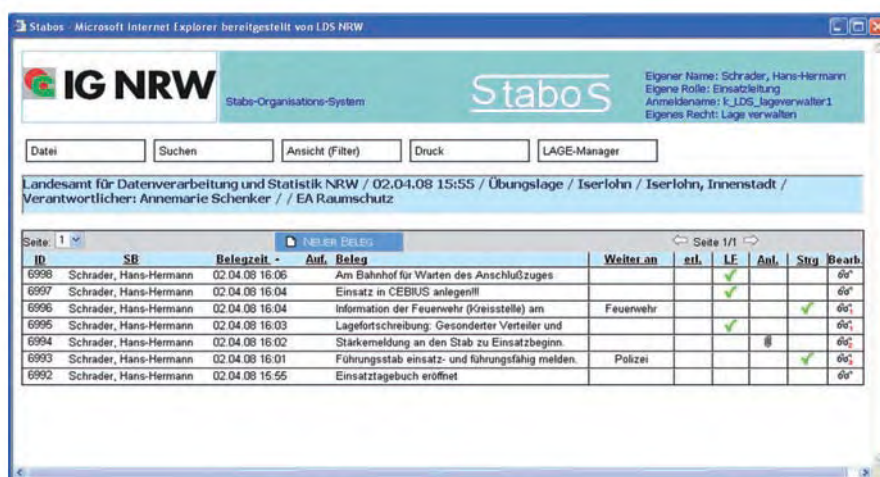 Stabos - Microsoft Internet Explorer bereitgestellt von LDS NRW
IG NRW
Stabs-Organisations-System
StaboS
Eigener Name: Schrader, Hans-Hermann
Eigene Rolle: Einsatzleitung
Anmeldename: k_LDS_lageverwalter1
Eigenes Recht: Lage verwalten
Datei Suchen Ansicht (Filter) Druck LAGE-Manager
Landesamt für Datenverarbeitung und Statistik NRW / 02.04.08 15:55 / Übungslage / Iserlohn / Iserlohn, Innenstadt /
Verantwortlicher: Annemarie Schenker / / EA Raumschutz
Seite: 1 NEUER BELEG Seite 1/1
ID SB Belegzeit Auf. Beleg Weiter an erl. LF Anl. Strg Bearb.
6998 Schrader, Hans-Hermann 02.04.08 16:06 Am Bahnhof für Warten des Anschlußzuges
6997 Schrader, Hans-Hermann 02.04.08 16:04 Einsatz in CEBIUS anlegen!!!
6996 Schrader, Hans-Hermann 02.04.08 16:04 Information der Feuerwehr (Kreisstelle) am Feuerwehr
6995 Schrader, Hans-Hermann 02.04.08 16:03 Lagefortschreibung: Gesonderter Verteiler und
6994 Schrader, Hans-Hermann 02.04.08 16:02 Stärkemeldung an den Stab zu Einsatzbeginn.
6993 Schrader, Hans-Hermann 02.04.08 16:01 Führungsstab einsatz- und führungsfähig melden. Polizei
6992 Schrader, Hans-Hermann 02.04.08 15:55 Einsatztagebuch eröffnet